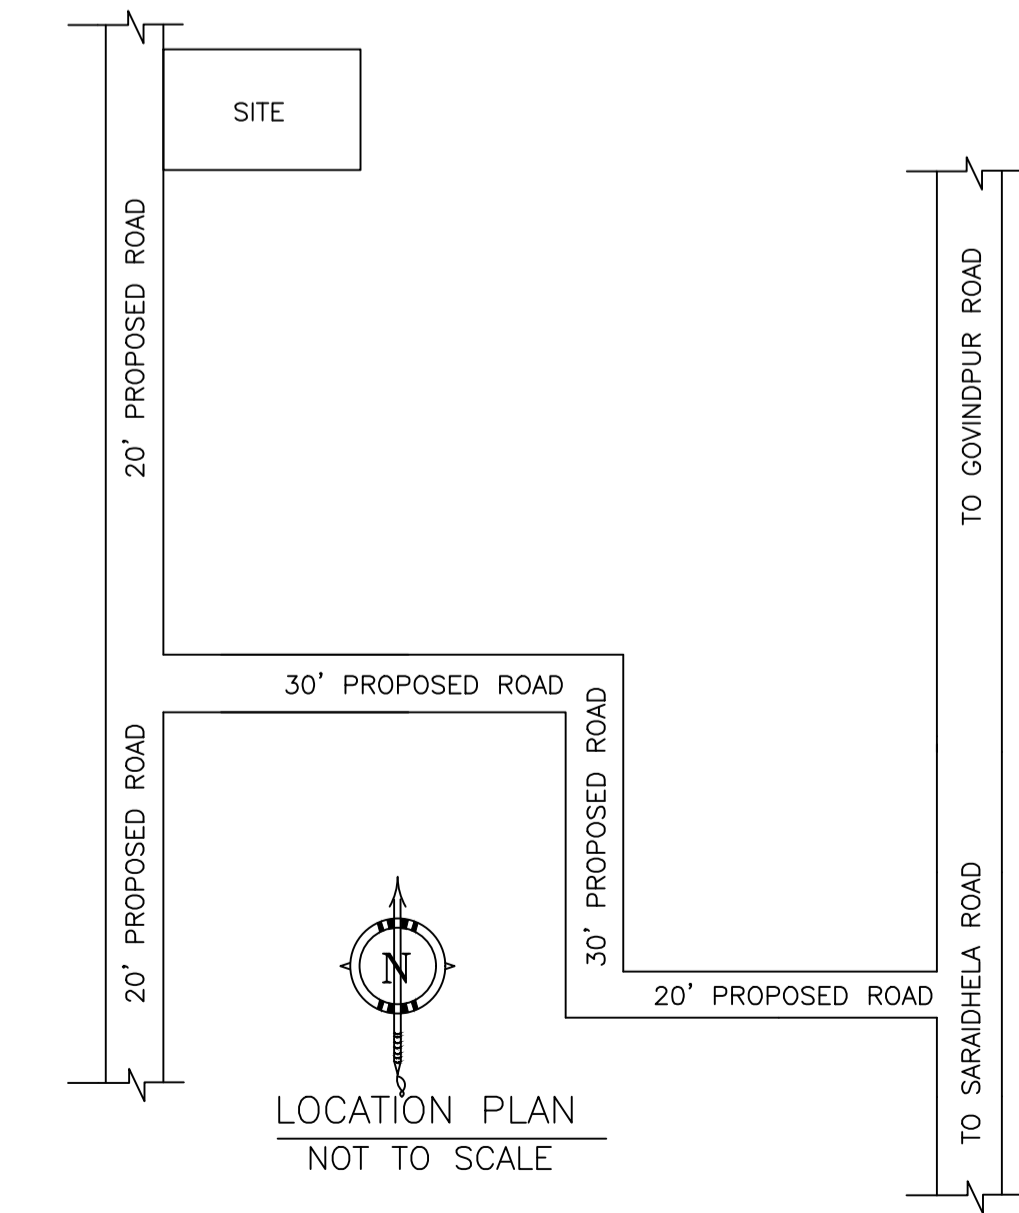 SITE
20' PROPOSED ROAD
TO GOVINDPUR ROAD
30' PROPOSED ROAD
30' PROPOSED ROAD
20' PROPOSED ROAD
20' PROPOSED ROAD
TO SARAIDHELA ROAD
N
LOCATION PLAN
NOT TO SCALE